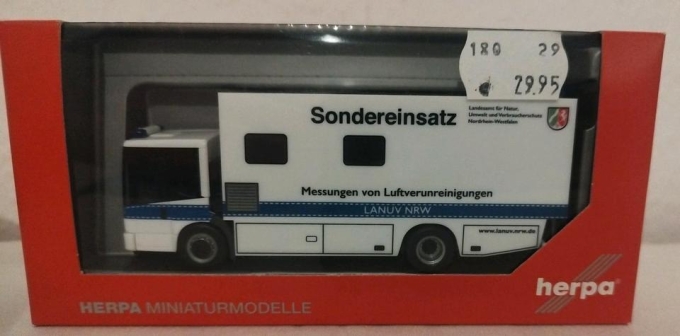 180 29
29.95
herpa
Sondereinsatz
Landesamt für Natur,
Umwelt und Verbraucherschutz
Nordrhein-Westfalen
Messungen von Luftverunreinigungen
LANUV NRW
www.lanuv.nrw.de
HERPA MINIATURMODELLE
herpa